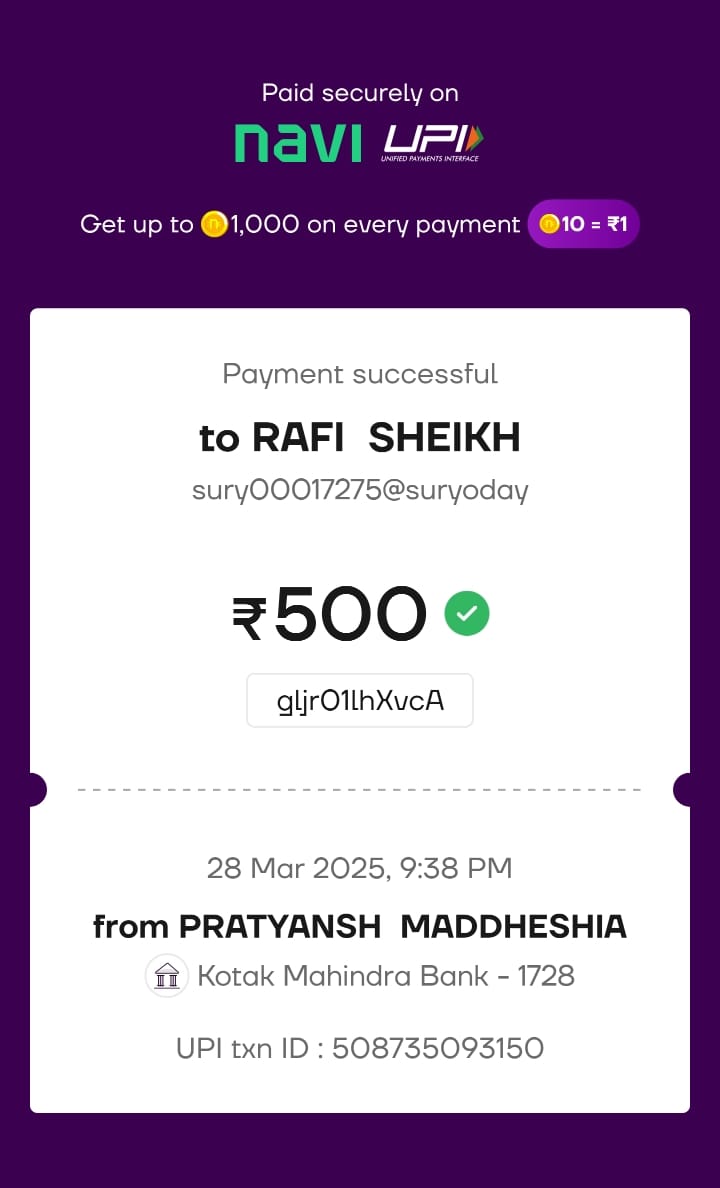 Paid securely on
navi UPI
UNIFIED PAYMENTS INTERFACE
Get up to 1,000 on every payment 10 = ₹1
Payment successful
to RAFI SHEIKH
sury00017275@suryoday
₹500
gljr01lhXvcA
28 Mar 2025, 9:38 PM
from PRATYANSH MADDHESHIA
Kotak Mahindra Bank - 1728
UPI txn ID : 508735093150